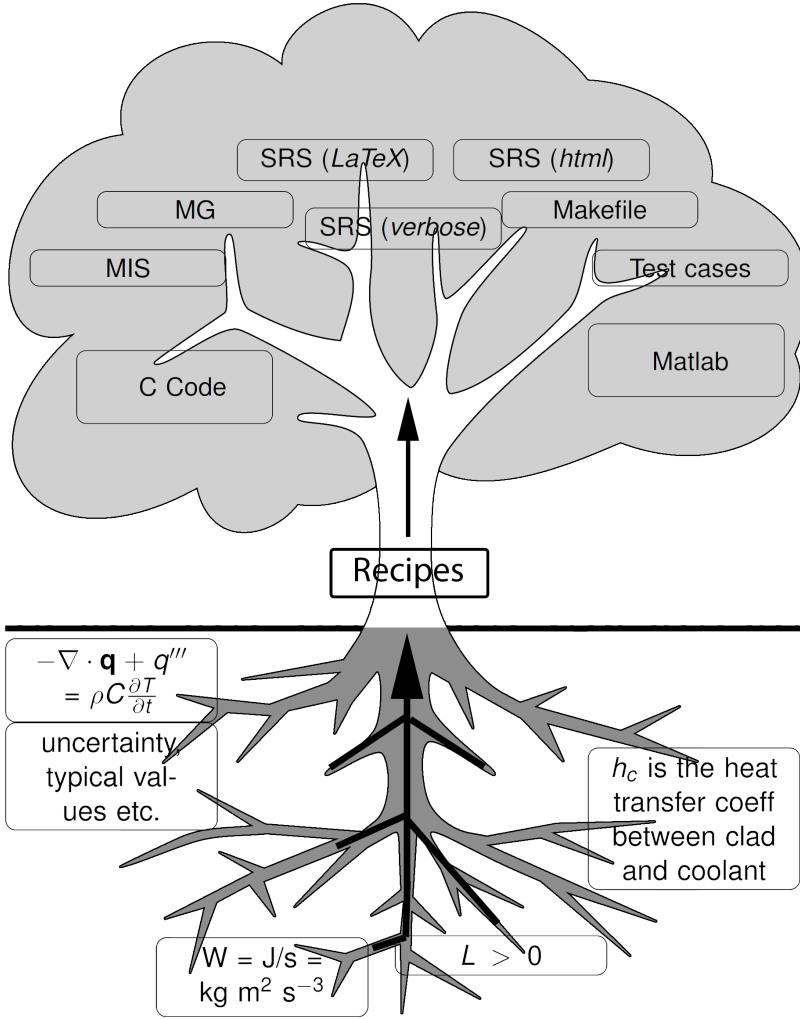 SRS (LaTeX)
SRS (html)
MG
SRS (verbose)
Makefile
MIS
Test cases
C Code
Matlab
Recipes
−∇ · q + q′′′
= ρC ∂T/∂t
uncertainty,
typical val-
ues etc.
h_c is the heat
transfer coeff
between clad
and coolant
W = J/s =
kg m² s⁻³
L > 0